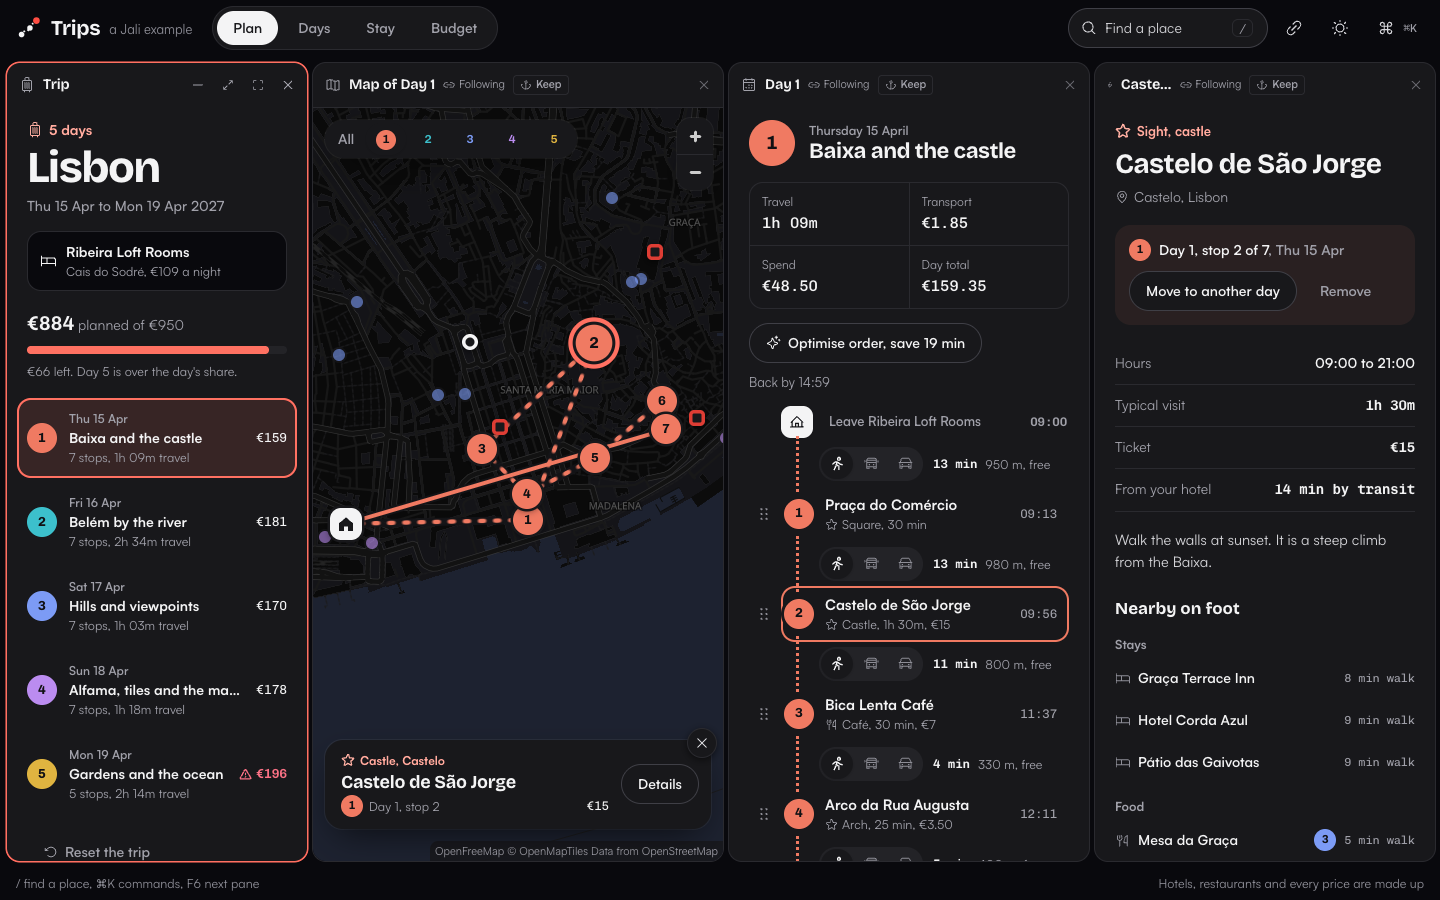 Trips a Jali example
Plan Days Stay Budget
Find a place /
⌘K
Trip
5 days
Lisbon
Thu 15 Apr to Mon 19 Apr 2027
Ribeira Loft Rooms
Cais do Sodré, €109 a night
€884 planned of €950
€66 left. Day 5 is over the day's share.
Thu 15 Apr
1 Baixa and the castle €159
7 stops, 1h 09m travel
Fri 16 Apr
2 Belém by the river €181
7 stops, 2h 34m travel
Sat 17 Apr
3 Hills and viewpoints €170
7 stops, 1h 03m travel
Sun 18 Apr
4 Alfama, tiles and the ma... €178
7 stops, 1h 18m travel
Mon 19 Apr
5 Gardens and the ocean €196
5 stops, 2h 14m travel
Reset the trip
Map of Day 1 Following Keep
All 1 2 3 4 5
+
−
GRAÇA
2
SANTA MARIA MAIOR
6
7
3
5
4
MADALENA
1
Castle, Castelo
Castelo de São Jorge
1 Day 1, stop 2 €15
Details
OpenFreeMap © OpenMapTiles Data from OpenStreetMap
Day 1 Following Keep
1
Thursday 15 April
Baixa and the castle
Travel
1h 09m
Transport
€1.85
Spend
€48.50
Day total
€159.35
Optimise order, save 19 min
Back by 14:59
Leave Ribeira Loft Rooms 09:00
13 min 950 m, free
1 Praça do Comércio 09:13
Square, 30 min
13 min 980 m, free
2 Castelo de São Jorge 09:56
Castle, 1h 30m, €15
11 min 800 m, free
3 Bica Lenta Café 11:37
Café, 30 min, €7
4 min 330 m, free
4 Arco da Rua Augusta 12:11
Arch, 25 min, €3.50
Caste... Following Keep
Sight, castle
Castelo de São Jorge
Castelo, Lisbon
1 Day 1, stop 2 of 7, Thu 15 Apr
Move to another day Remove
Hours 09:00 to 21:00
Typical visit 1h 30m
Ticket €15
From your hotel 14 min by transit
Walk the walls at sunset. It is a steep climb
from the Baixa.
Nearby on foot
Stays
Graça Terrace Inn 8 min walk
Hotel Corda Azul 9 min walk
Pátio das Gaivotas 9 min walk
Food
Mesa da Graça 3 5 min walk
/ find a place, ⌘K commands, F6 next pane
Hotels, restaurants and every price are made up